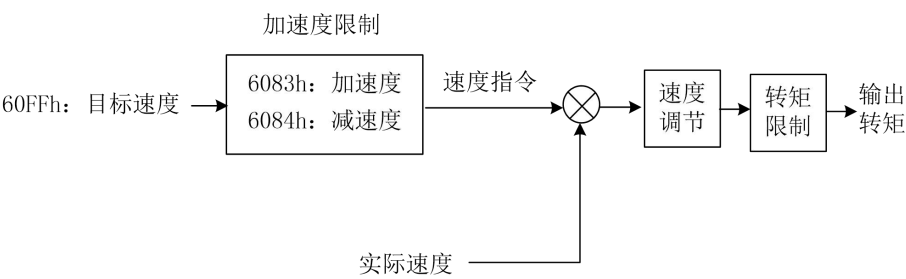 加速度限制
60FFh：目标速度
6083h：加速度
6084h：减速度
速度指令
速度
调节
转矩
限制
输出
转矩
实际速度